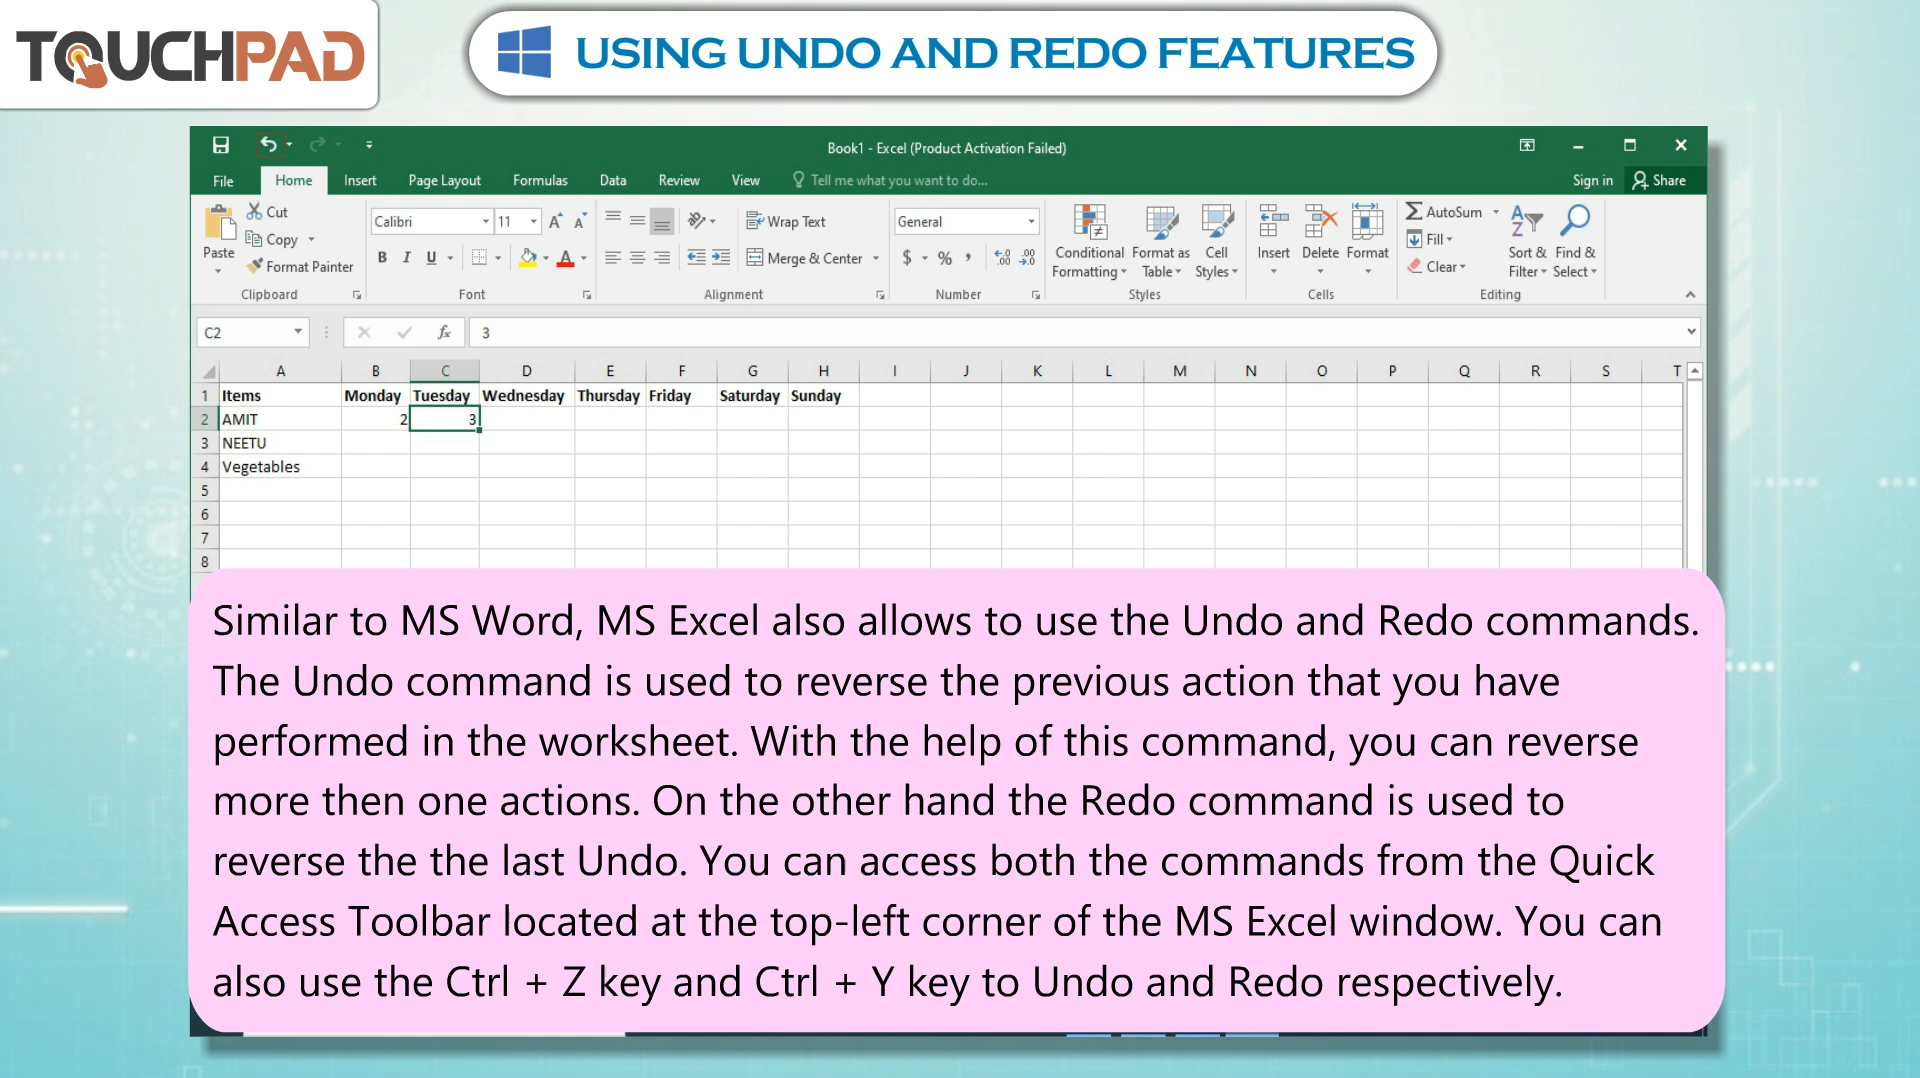 TOUCHPAD
USING UNDO AND REDO FEATURES
Book1 - Excel (Product Activation Failed)
File Home Insert Page Layout Formulas Data Review View Tell me what you want to do... Sign in Share
Paste
Cut
Copy
Format Painter
Clipboard
Calibri 11
B I U
Font
Wrap Text
Merge & Center
Alignment
General
$ % ,
Number
Conditional Formatting
Format as Table
Cell Styles
Styles
Insert Delete Format
Cells
AutoSum
Fill
Clear
Sort & Filter
Find & Select
Editing
C2 fx 3
A B C D E F G H I J K L M N O P Q R S T
1 Items Monday Tuesday Wednesday Thursday Friday Saturday Sunday
2 AMIT 2 3
3 NEETU
4 Vegetables
5
6
7
8
Similar to MS Word, MS Excel also allows to use the Undo and Redo commands.
The Undo command is used to reverse the previous action that you have
performed in the worksheet. With the help of this command, you can reverse
more then one actions. On the other hand the Redo command is used to
reverse the the last Undo. You can access both the commands from the Quick
Access Toolbar located at the top-left corner of the MS Excel window. You can
also use the Ctrl + Z key and Ctrl + Y key to Undo and Redo respectively.